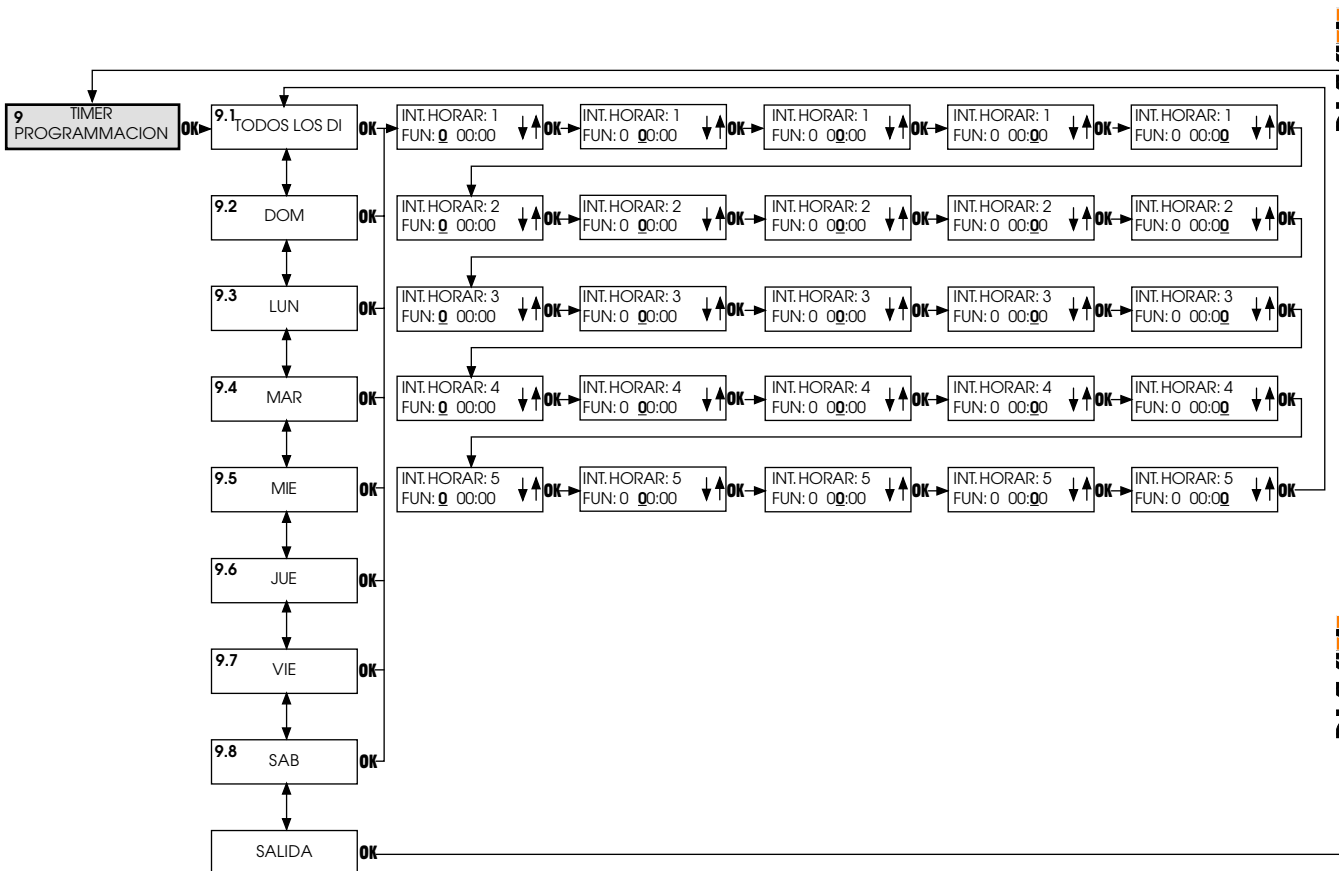 9 TIMER
PROGRAMMACION OK
9.1 TODOS LOS DI OK
INT. HORAR: 1
FUN: 0 00:00 OK
INT. HORAR: 1
FUN: 0 00:00 OK
INT. HORAR: 1
FUN: 0 00:00 OK
INT. HORAR: 1
FUN: 0 00:00 OK
INT. HORAR: 1
FUN: 0 00:00 OK
9.2 DOM OK
INT. HORAR: 2
FUN: 0 00:00 OK
INT. HORAR: 2
FUN: 0 00:00 OK
INT. HORAR: 2
FUN: 0 00:00 OK
INT. HORAR: 2
FUN: 0 00:00 OK
INT. HORAR: 2
FUN: 0 00:00 OK
9.3 LUN OK
INT. HORAR: 3
FUN: 0 00:00 OK
INT. HORAR: 3
FUN: 0 00:00 OK
INT. HORAR: 3
FUN: 0 00:00 OK
INT. HORAR: 3
FUN: 0 00:00 OK
INT. HORAR: 3
FUN: 0 00:00 OK
9.4 MAR OK
INT. HORAR: 4
FUN: 0 00:00 OK
INT. HORAR: 4
FUN: 0 00:00 OK
INT. HORAR: 4
FUN: 0 00:00 OK
INT. HORAR: 4
FUN: 0 00:00 OK
INT. HORAR: 4
FUN: 0 00:00 OK
9.5 MIE OK
INT. HORAR: 5
FUN: 0 00:00 OK
INT. HORAR: 5
FUN: 0 00:00 OK
INT. HORAR: 5
FUN: 0 00:00 OK
INT. HORAR: 5
FUN: 0 00:00 OK
INT. HORAR: 5
FUN: 0 00:00 OK
9.6 JUE OK
9.7 VIE OK
9.8 SAB OK
SALIDA OK